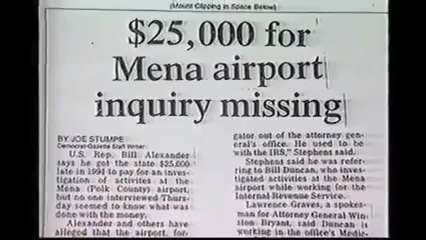 (Mount Clipping in Space Below)
$25,000 for
Mena airport
inquiry missing
BY JOE STUMPE
Democrat-Gazette Staff Writer
U.S. Rep. Bill Alexander
says he got the state $25,000
late in 1991 to pay for an inves-
tigation of activities at the
Mena (Polk County) airport,
but no one interviewed Thurs-
day seemed to know what was
done with the money.
Alexander and others have
alleged that the airport, for-
gator out of the attorney gen-
eral's office. He used to be
with the IRS," Stephens said.
Stephens said he was refer-
ring to Bill Duncan, who inves-
tigated activities at the Mena
airport while working for the
Internal Revenue Service.
Lawrence Graves, a spokes-
man for Attorney General Win-
ston Bryant, said Duncan is
working in the office's Medic-